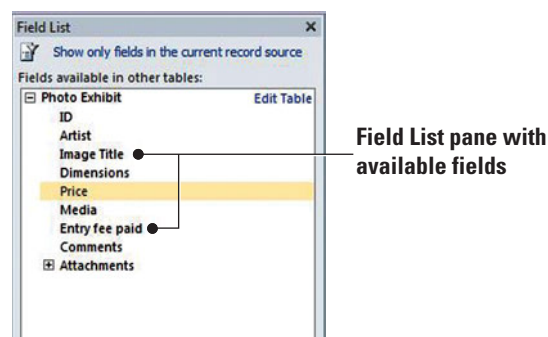 Field List
Show only fields in the current record source
Fields available in other tables:
Photo Exhibit Edit Table
ID
Artist
Image Title
Dimensions
Price
Media
Entry fee paid
Comments
Attachments
Field List pane with
available fields